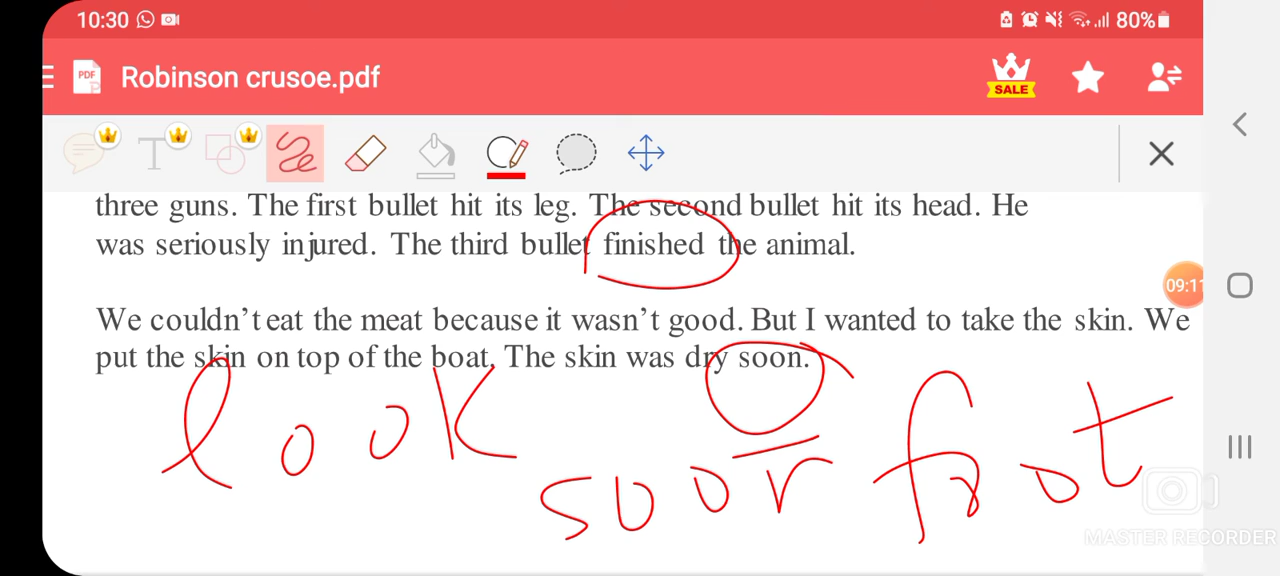 10:30 80%
PDF Robinson crusoe.pdf SALE
T
three guns. The first bullet hit its leg. The second bullet hit its head. He
was seriously injured. The third bullet finished the animal.
09:11
We couldn't eat the meat because it wasn't good. But I wanted to take the skin. We
put the skin on top of the boat. The skin was dry soon.
look
soon
MASTER RECORDER